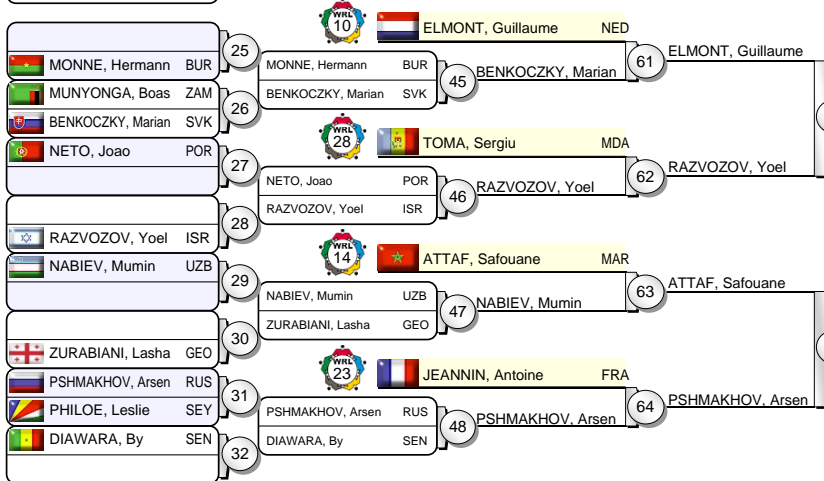 WRL
10
ELMONT, Guillaume NED
25
MONNE, Hermann BUR
MONNE, Hermann BUR
BENKOCZKY, Marian SVK
45
BENKOCZKY, Marian
61
ELMONT, Guillaume
MUNYONGA, Boas ZAM
26
BENKOCZKY, Marian SVK
WRL
28
TOMA, Sergiu MDA
NETO, Joao POR
27
NETO, Joao POR
RAZVOZOV, Yoel ISR
46
RAZVOZOV, Yoel
62
RAZVOZOV, Yoel
28
RAZVOZOV, Yoel ISR
WRL
14
ATTAF, Safouane MAR
NABIEV, Mumin UZB
29
NABIEV, Mumin UZB
ZURABIANI, Lasha GEO
47
NABIEV, Mumin
63
ATTAF, Safouane
30
ZURABIANI, Lasha GEO
WRL
23
JEANNIN, Antoine FRA
PSHMAKHOV, Arsen RUS
31
PHILOE, Leslie SEY
PSHMAKHOV, Arsen RUS
DIAWARA, By SEN
48
PSHMAKHOV, Arsen
64
PSHMAKHOV, Arsen
DIAWARA, By SEN
32